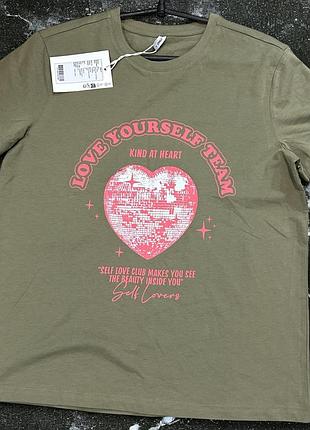 LOVE YOURSELF TEAM
KIND AT HEART
"SELF LOVE CLUB MAKES YOU SEE
THE BEAUTY INSIDE YOU"
Self Lovers